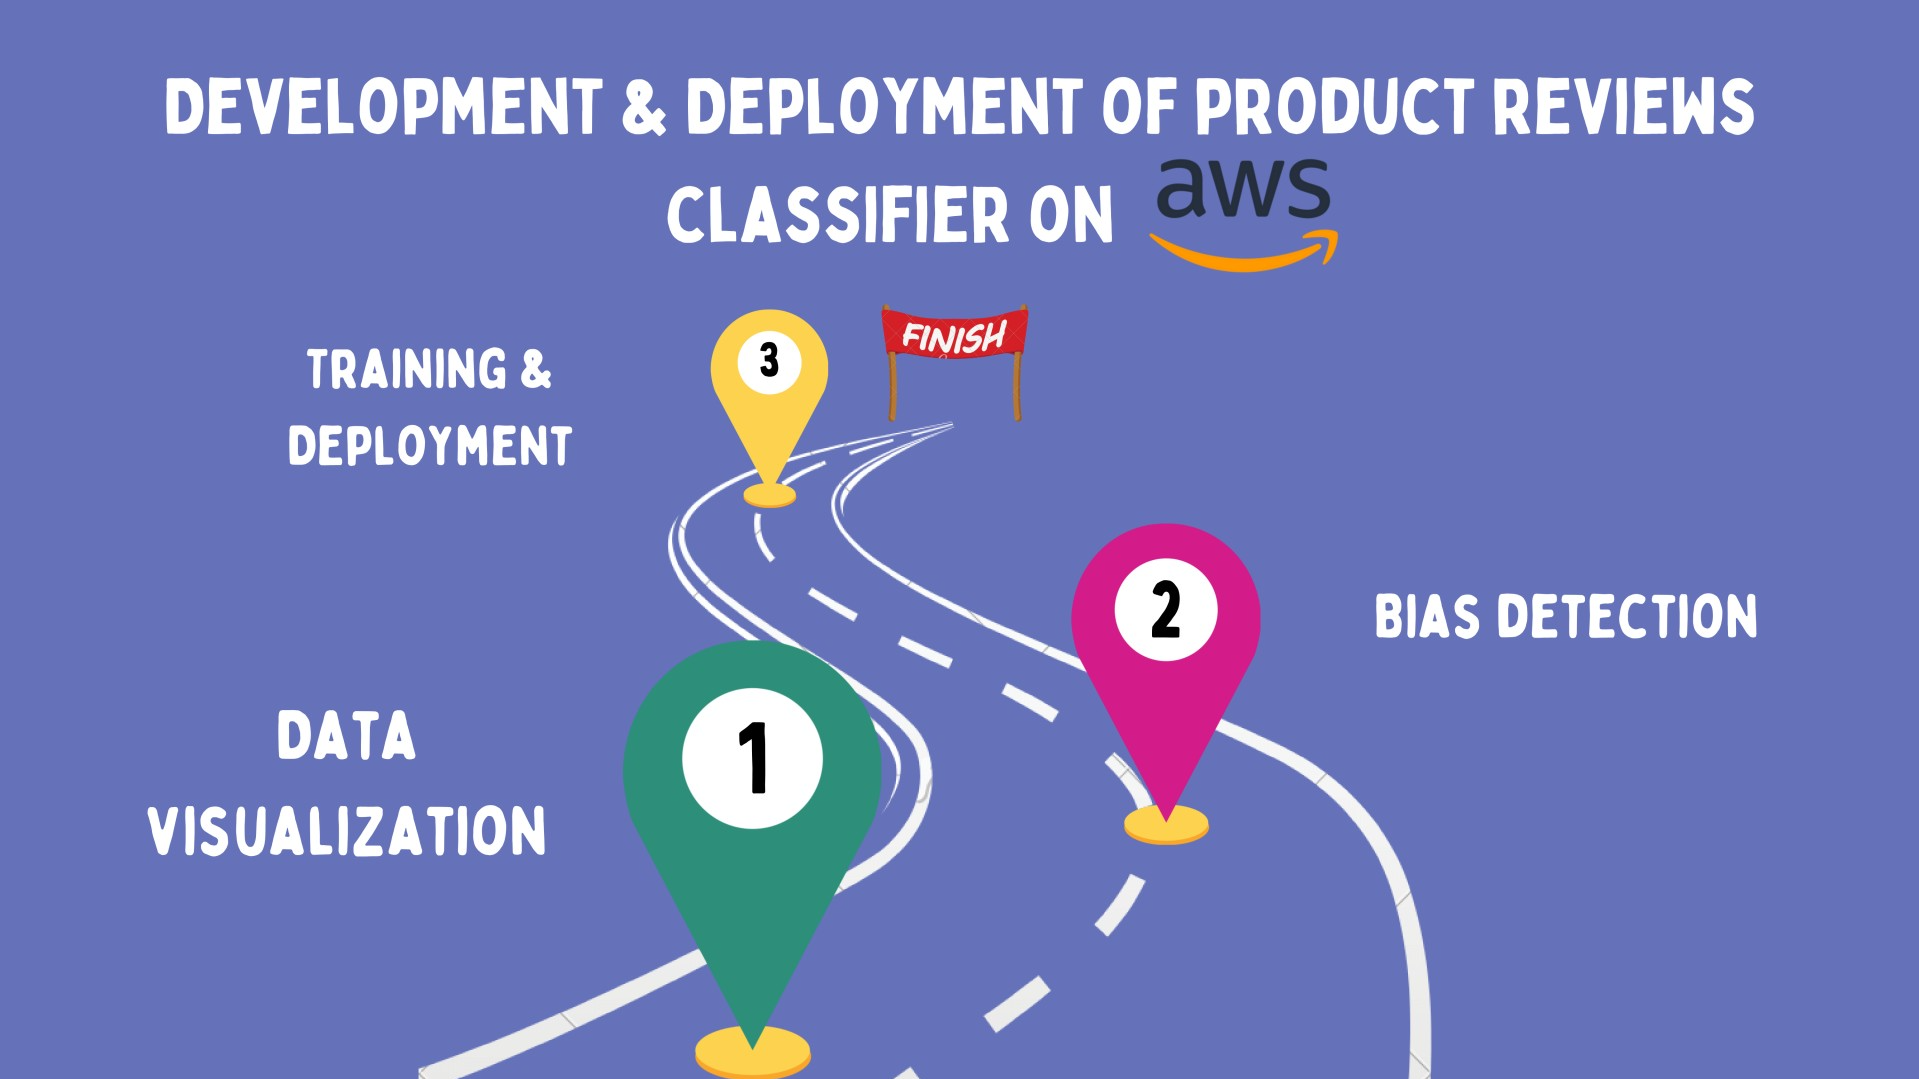 DEVELOPMENT & DEPLOYMENT OF PRODUCT REVIEWS
CLASSIFIER ON aws
FINISH
3
TRAINING &
DEPLOYMENT
2
BIAS DETECTION
1
DATA
VISUALIZATION